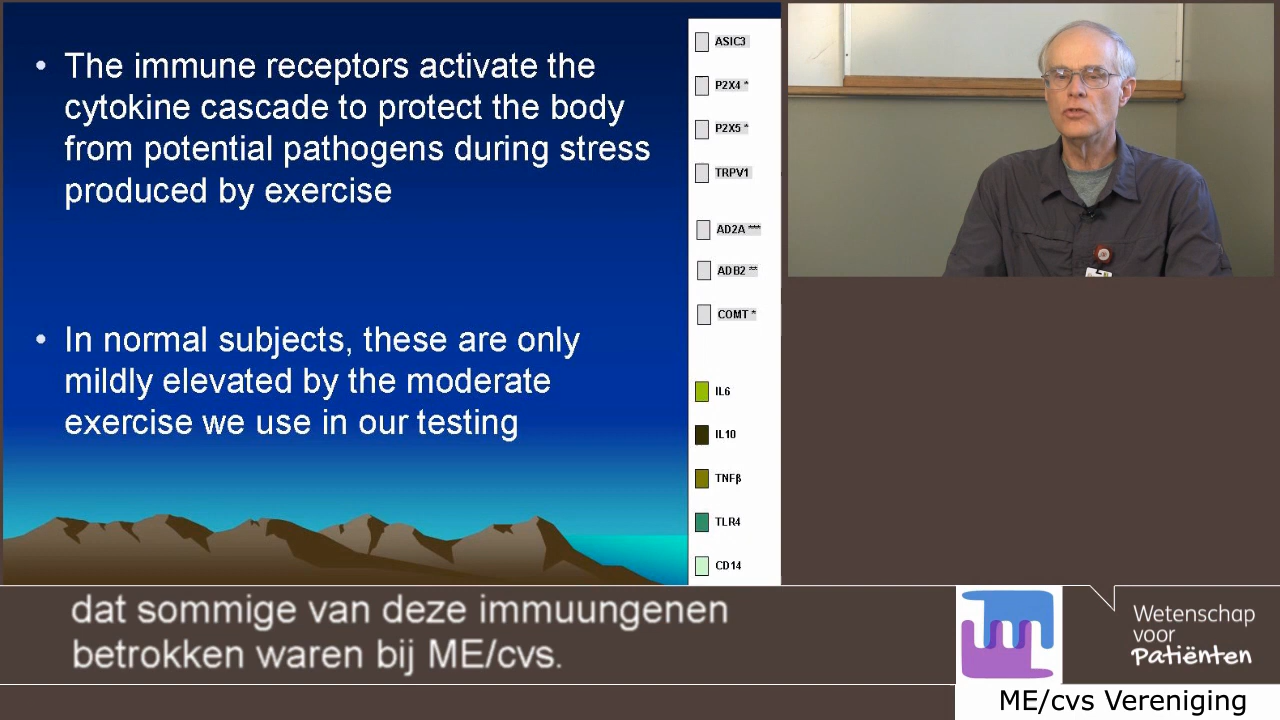 • The immune receptors activate the
cytokine cascade to protect the body
from potential pathogens during stress
produced by exercise
• In normal subjects, these are only
mildly elevated by the moderate
exercise we use in our testing
ASIC3
P2X4 *
P2X5 *
TRPV1
AD2A ***
ADB2 **
COMT *
IL6
IL10
TNFβ
TLR4
CD14
dat sommige van deze immuungenen
betrokken waren bij ME/cvs.
Wetenschap
voor
Patiënten
ME/cvs Vereniging